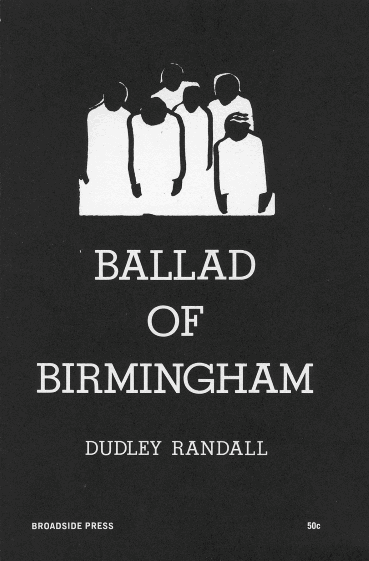 BALLAD
OF
BIRMINGHAM
DUDLEY RANDALL
BROADSIDE PRESS 50c